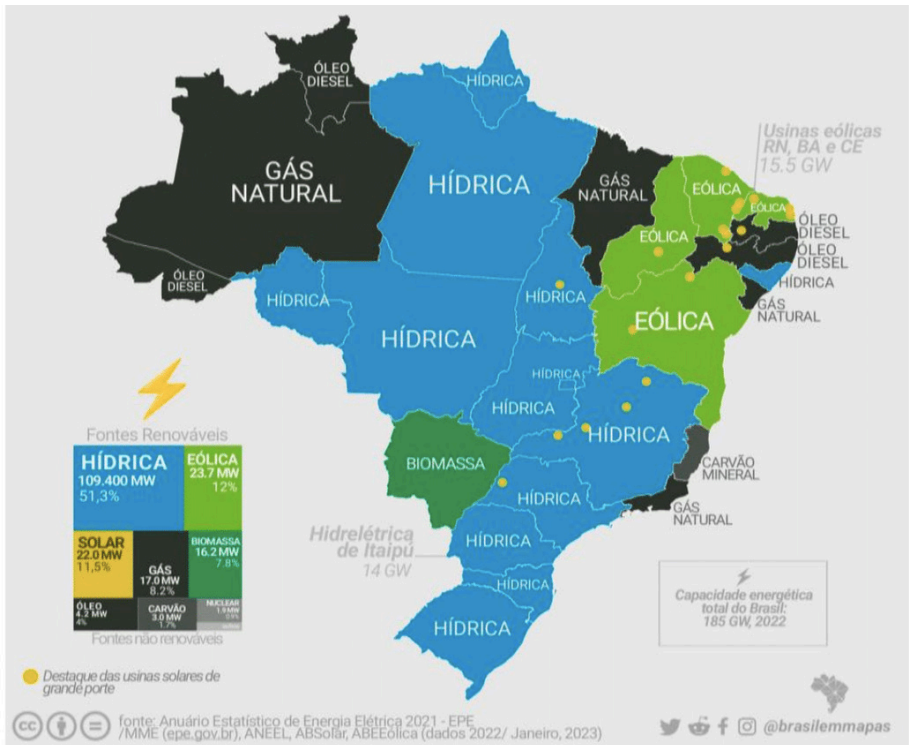 ÓLEO
DIESEL
HÍDRICA
Usinas eólicas
RN, BA e CE
15.5 GW
GÁS
NATURAL
HÍDRICA
GÁS
NATURAL
EÓLICA
EÓLICA
ÓLEO
DIESEL
EÓLICA
ÓLEO
DIESEL
ÓLEO
DIESEL
HÍDRICA
HÍDRICA
HÍDRICA
GÁS
NATURAL
EÓLICA
HÍDRICA
HÍDRICA
HÍDRICA
HÍDRICA
BIOMASSA
CARVÃO
MINERAL
HÍDRICA
GÁS
NATURAL
Hidrelétrica
de Itaipú
14 GW
HÍDRICA
HÍDRICA
HÍDRICA
Fontes Renováveis
HÍDRICA
109.400 MW
51,3%
EÓLICA
23.7 MW
12%
SOLAR
22.0 MW
11,5%
GÁS
17.0 MW
8.2%
BIOMASSA
16.2 MW
7.8%
ÓLEO
4.2 MW
4%
CARVÃO
3.0 MW
1.7%
NUCLEAR
1.9 MW
Fontes não renováveis
Capacidade energética
total do Brasil:
185 GW, 2022
Destaque das usinas solares de
grande porte
cc
fonte: Anuário Estatístico de Energia Elétrica 2021 - EPE
/MME (epe.gov.br), ANEEL, ABSolar, ABEEólica (dados 2022/ Janeiro, 2023)
@brasilemmapas